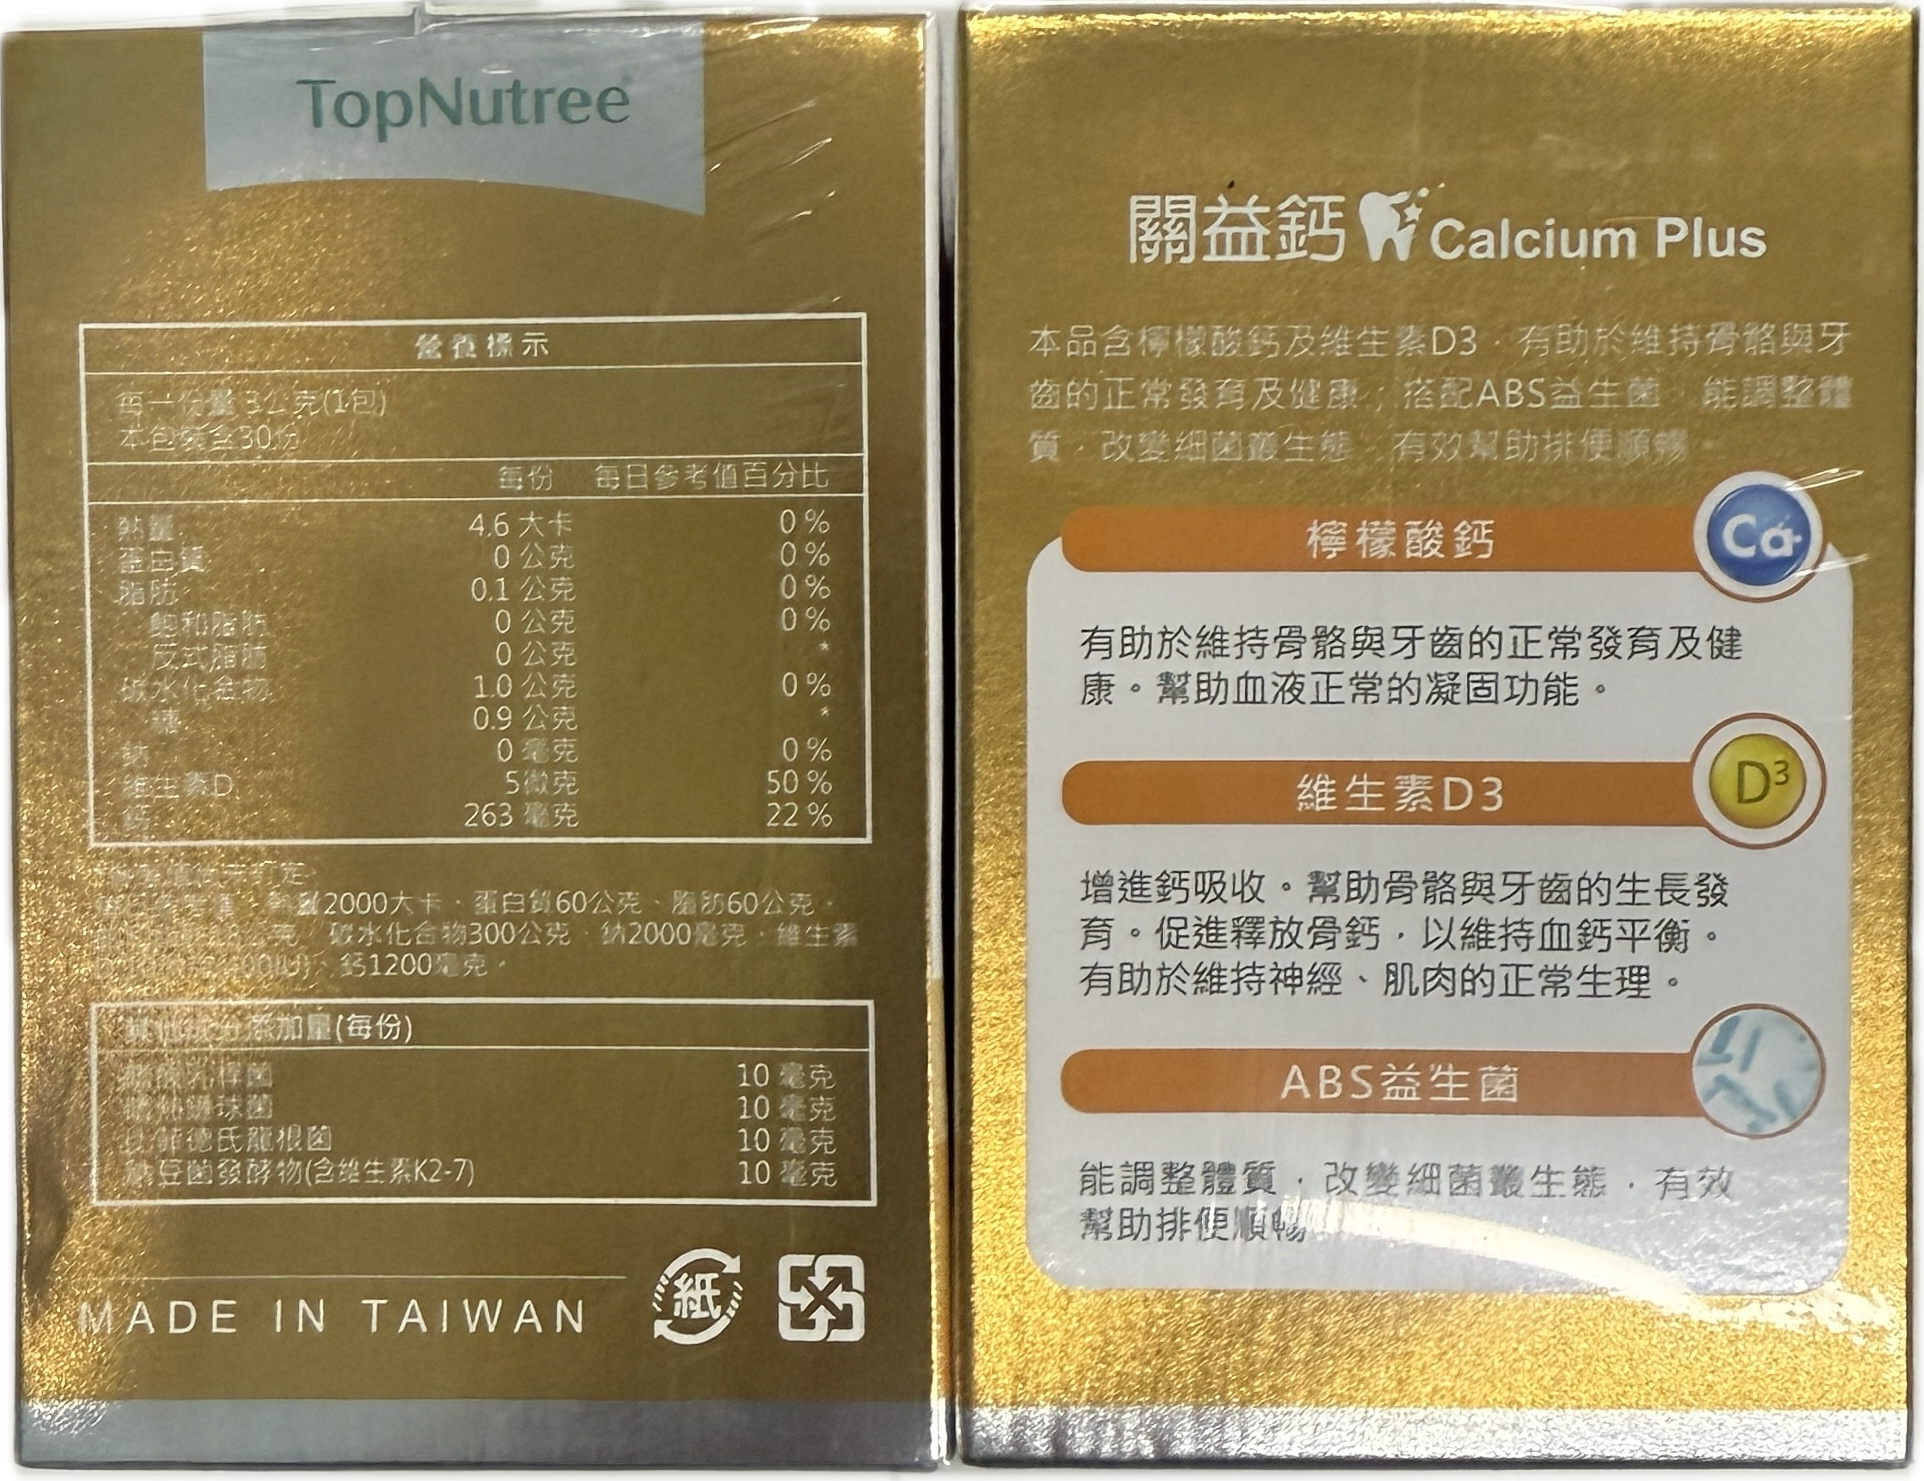 TopNutree
營養標示
每一份量 3公克(1包)
本包裝含30份
每份 每日參考值百分比
熱量 4.6 大卡 0 %
蛋白質 0 公克 0 %
脂肪 0.1 公克 0 %
飽和脂肪 0 公克 0 %
反式脂肪 0 公克 *
碳水化合物 1.0 公克 0 %
糖 0.9 公克 *
鈉 0 毫克 0 %
維生素D 5微克 50 %
鈣 263 毫克 22 %
熱量2000大卡、蛋白質60公克、脂肪60公克、
公克、碳水化合物300公克、鈉2000毫克、維生素
鈣1200毫克。
添加量(每份)
10 毫克
10 毫克
比菲德氏龍根菌 10 毫克
納豆菌發酵物(含維生素K2-7) 10 毫克
MADE IN TAIWAN
紙
關益鈣 Calcium Plus
本品含檸檬酸鈣及維生素D3，有助於維持骨骼與牙
齒的正常發育及健康；搭配ABS益生菌，能調整體
質，改變細菌叢生態，有效幫助排便順暢。
檸檬酸鈣
Ca
有助於維持骨骼與牙齒的正常發育及健
康。幫助血液正常的凝固功能。
維生素D3
D3
增進鈣吸收。幫助骨骼與牙齒的生長發
育。促進釋放骨鈣，以維持血鈣平衡。
有助於維持神經、肌肉的正常生理。
ABS益生菌
能調整體質，改變細菌叢生態，有效
幫助排便順暢